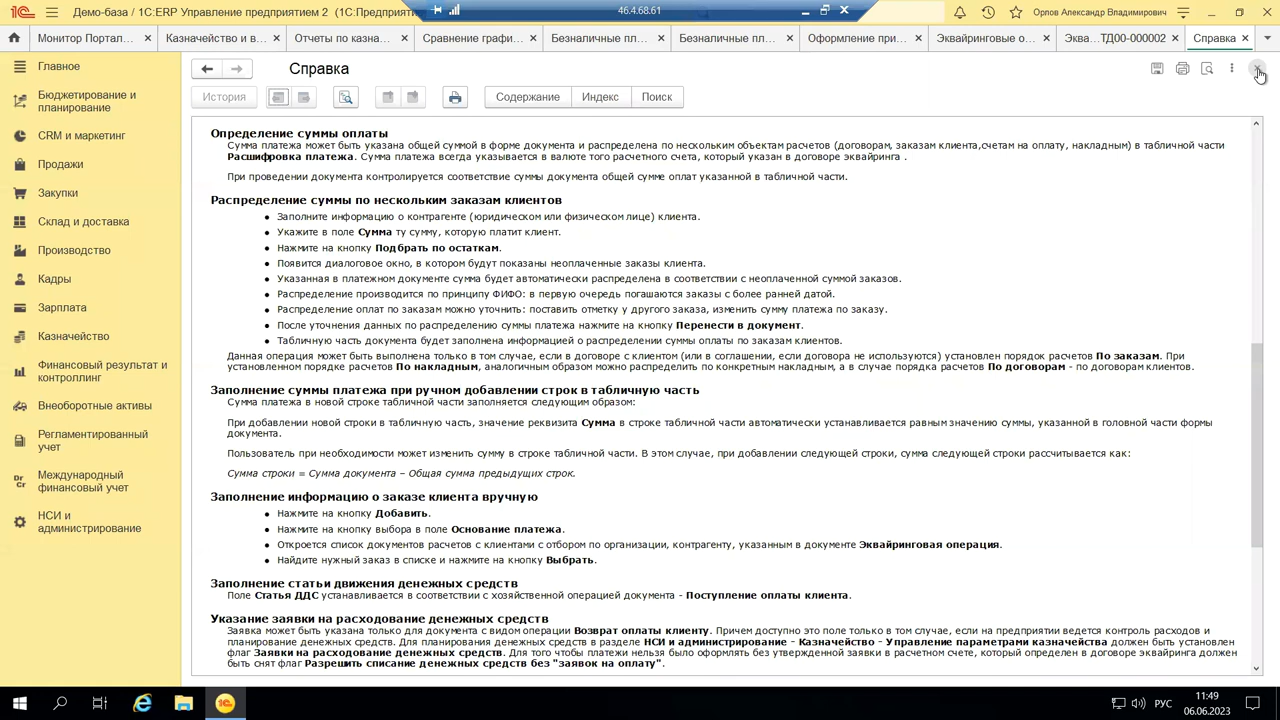 Демо-база / 1С:ERP Управление предприятием 2 (1С:Предприятие
46.4.68.61
Орлов Александр Владимирович
Монитор Портал...
Казначейство и в...
Отчеты по казна...
Сравнение графи...
Безналичные пл...
Безналичные пл...
Оформление при...
Эквайринговые о...
Эква...ТД00-000002
Справка
Главное
Бюджетирование и
планирование
CRM и маркетинг
Продажи
Закупки
Склад и доставка
Производство
Кадры
Зарплата
Казначейство
Финансовый результат и
контроллинг
Внеоборотные активы
Регламентированный
учет
Dr
Cr
Международный
финансовый учет
НСИ и
администрирование
Справка
История
Содержание
Индекс
Поиск
Определение суммы оплаты
Сумма платежа может быть указана общей суммой в форме документа и распределена по нескольким объектам расчетов (договорам, заказам клиента,счетам на оплату, накладным) в табличной части
Расшифровка платежа. Сумма платежа всегда указывается в валюте того расчетного счета, который указан в договоре эквайринга .
При проведении документа контролируется соответствие суммы документа общей сумме оплат указанной в табличной части.
Распределение суммы по нескольким заказам клиентов
• Заполните информацию о контрагенте (юридическом или физическом лице) клиента.
• Укажите в поле Сумма ту сумму, которую платит клиент.
• Нажмите на кнопку Подбрать по остаткам.
• Появится диалоговое окно, в котором будут показаны неоплаченные заказы клиента.
• Указанная в платежном документе сумма будет автоматически распределена в соответствии с неоплаченной суммой заказов.
• Распределение производится по принципу ФИФО: в первую очередь погашаются заказы с более ранней датой.
• Распределение оплат по заказам можно уточнить: поставить отметку у другого заказа, изменить сумму платежа по заказу.
• После уточнения данных по распределению суммы платежа нажмите на кнопку Перенести в документ.
• Табличную часть документа будет заполнена информацией о распределении суммы оплаты по заказам клиентов.
Данная операция может быть выполнена только в том случае, если в договоре с клиентом (или в соглашении, если договора не используются) установлен порядок расчетов По заказам. При
установленном порядке расчетов По накладным, аналогичным образом можно распределить по конкретным накладным, а в случае порядка расчетов По договорам - по договорам клиентов.
Заполнение суммы платежа при ручном добавлении строк в табличную часть
Сумма платежа в новой строке табличной части заполняется следующим образом:
При добавлении новой строки в табличную часть, значение реквизита Сумма в строке табличной части автоматически устанавливается равным значению суммы, указанной в головной части формы
документа.
Пользователь при необходимости может изменить сумму в строке табличной части. В этом случае, при добавлении следующей строки, сумма следующей строки рассчитывается как:
Сумма строки = Сумма документа – Общая сумма предыдущих строк.
Заполнение информацию о заказе клиента вручную
• Нажмите на кнопку Добавить.
• Нажмите на кнопку выбора в поле Основание платежа.
• Откроется список документов расчетов с клиентами с отбором по организации, контрагенту, указанным в документе Эквайринговая операция.
• Найдите нужный заказ в списке и нажмите на кнопку Выбрать.
Заполнение статьи движения денежных средств
Поле Статья ДДС устанавливается в соответствии с хозяйственной операцией документа - Поступление оплаты клиента.
Указание заявки на расходование денежных средств
Заявка может быть указана только для документа с видом операции Возврат оплаты клиенту. Причем доступно это поле только в том случае, если на предприятии ведется контроль расходов и
планирование денежных средств. Для планирования денежных средств в разделе НСИ и администрирование - Казначейство - Управление параметрами казначейства должен быть установлен
флаг Заявки на расходование денежных средств. Для того чтобы платежи нельзя было оформлять без утвержденной заявки в расчетном счете, который определен в договоре эквайринга должен
быть снят флаг Разрешить списание денежных средств без "заявок на оплату".
РУС
11:49
06.06.2023